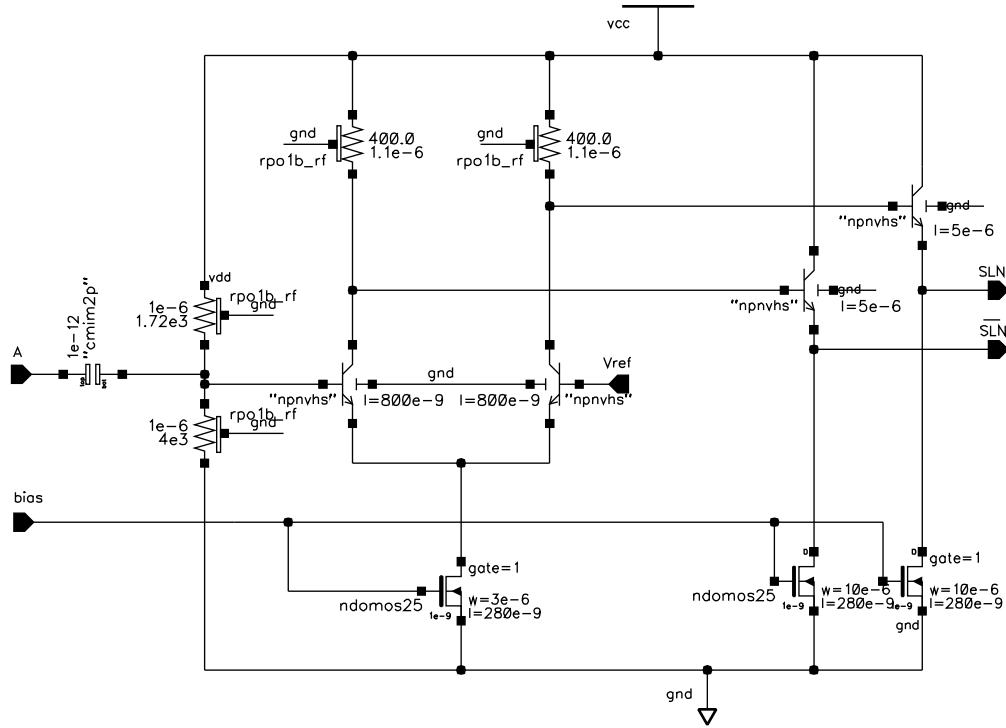 vcc
gnd
400.0
1.1e-6
rpo1b_rf
gnd
400.0
1.1e-6
rpo1b_rf
"npnvhs"
gnd
l=5e-6
SLN
vdd
rpo1b_rf
gnd
1e-6
1.72e3
"npnvhs"
gnd
l=5e-6
SLN
1e-12
"cmim2p"
A
gnd
Vref
"npnvhs"
l=800e-9
l=800e-9
"npnvhs"
rpo1b_rf
gnd
1e-6
4e3
bias
gate=1
ndomos25
w=3e-6
l=280e-9
1e-9
D
ndomos25
w=10e-6
l=280e-9
1e-9
D
gate=1
w=10e-6
l=280e-9
1e-9
gnd
gnd